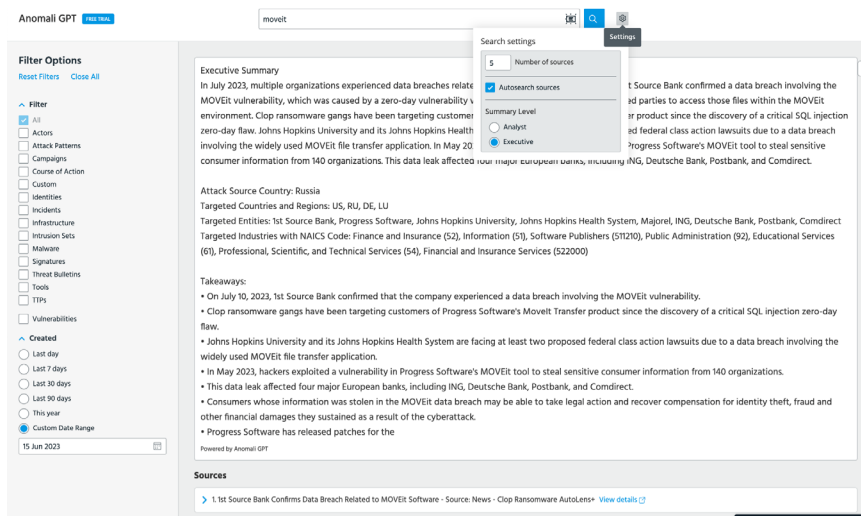 Anomali GPT FREE TRIAL
moveit
Settings
Search settings
5 Number of sources
Autosearch sources
Summary Level
Analyst
Executive
Filter Options
Reset Filters Close All
Filter
All
Actors
Attack Patterns
Campaigns
Course of Action
Custom
Identities
Incidents
Infrastructure
Intrusion Sets
Malware
Signatures
Threat Bulletins
Tools
TTPs
Vulnerabilities
Created
Last day
Last 7 days
Last 30 days
Last 90 days
This year
Custom Date Range
15 Jun 2023
Executive Summary
In July 2023, multiple organizations experienced data breaches relate t Source Bank confirmed a data breach involving the
MOVEit vulnerability, which was caused by a zero-day vulnerability ed parties to access those files within the MOVEit
environment. Clop ransomware gangs have been targeting customer er product since the discovery of a critical SQL injection
zero-day flaw. Johns Hopkins University and its Johns Hopkins Health ed federal class action lawsuits due to a data breach
involving the widely used MOVEit file transfer application. In May 20 Progress Software's MOVEit tool to steal sensitive
consumer information from 140 organizations. This data leak affected four major European banks, including ING, Deutsche Bank, Postbank, and Comdirect.
Attack Source Country: Russia
Targeted Countries and Regions: US, RU, DE, LU
Targeted Entities: 1st Source Bank, Progress Software, Johns Hopkins University, Johns Hopkins Health System, Majorel, ING, Deutsche Bank, Postbank, Comdirect
Targeted Industries with NAICS Code: Finance and Insurance (52), Information (51), Software Publishers (511210), Public Administration (92), Educational Services
(61), Professional, Scientific, and Technical Services (54), Financial and Insurance Services (522000)
Takeaways:
• On July 10, 2023, 1st Source Bank confirmed that the company experienced a data breach involving the MOVEit vulnerability.
• Clop ransomware gangs have been targeting customers of Progress Software's MoveIt Transfer product since the discovery of a critical SQL injection zero-day
flaw.
• Johns Hopkins University and its Johns Hopkins Health System are facing at least two proposed federal class action lawsuits due to a data breach involving the
widely used MOVEit file transfer application.
• In May 2023, hackers exploited a vulnerability in Progress Software's MOVEit tool to steal sensitive consumer information from 140 organizations.
• This data leak affected four major European banks, including ING, Deutsche Bank, Postbank, and Comdirect.
• Consumers whose information was stolen in the MOVEit data breach may be able to take legal action and recover compensation for identity theft, fraud and
other financial damages they sustained as a result of the cyberattack.
• Progress Software has released patches for the
Powered by Anomali GPT
Sources
1. 1st Source Bank Confirms Data Breach Related to MOVEit Software - Source: News - Clop Ransomware AutoLens+ View details